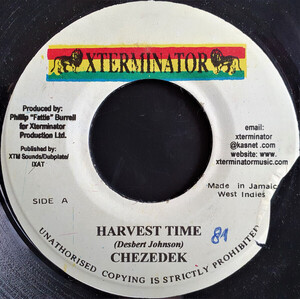 XTERMINATOR
Produced by:
Phillip "Fattie" Burrell
for Xterminator
Production Ltd.
Published by:
XTM Sounds/Dubplate/
IXAT
email:
xterminator
@kasnet .com
website: www.
xterminatormusic.com
SIDE A
Made in Jamaic
West Indies
HARVEST TIME
(Desbert Johnson)
CHEZEDEK
81
UNAUTHORISED COPYING IS STRICTLY PROHIBITED